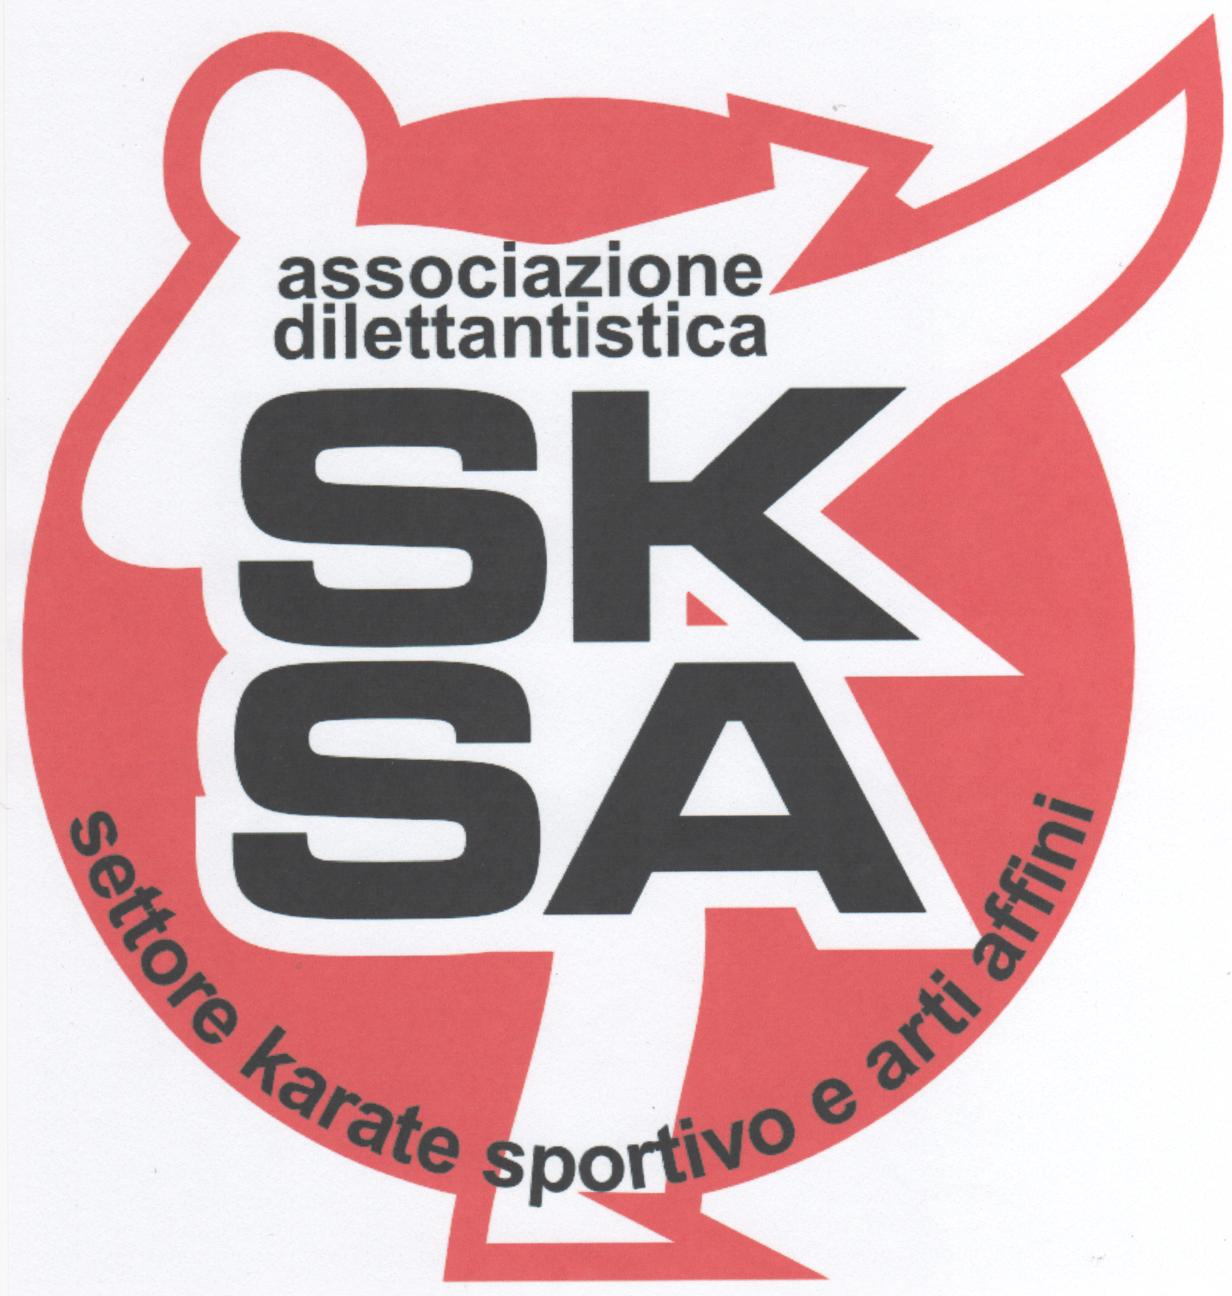 associazione
dilettantistica
SK
SA
settore karate sportivo e arti affini